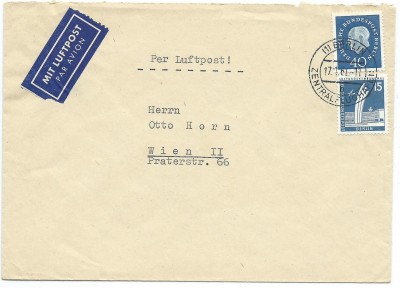 MIT LUFTPOST
PAR AVION
Per Luftpost!
DEUTSCHE BUNDESPOST BERLIN
40
15
BERLIN
Herrn
Otto Horn
Wien II
Praterstr. 66